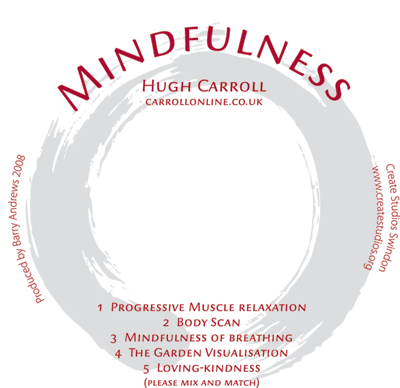 MINDFULNESS
HUGH CARROLL
CARROLLONLINE.CO.UK
Produced by Barry Andrews 2008
Create Studios Swindon
www.createstudios.org
1 PROGRESSIVE MUSCLE RELAXATION
2 BODY SCAN
3 MINDFULNESS OF BREATHING
4 THE GARDEN VISUALISATION
5 LOVING-KINDNESS
(PLEASE MIX AND MATCH)